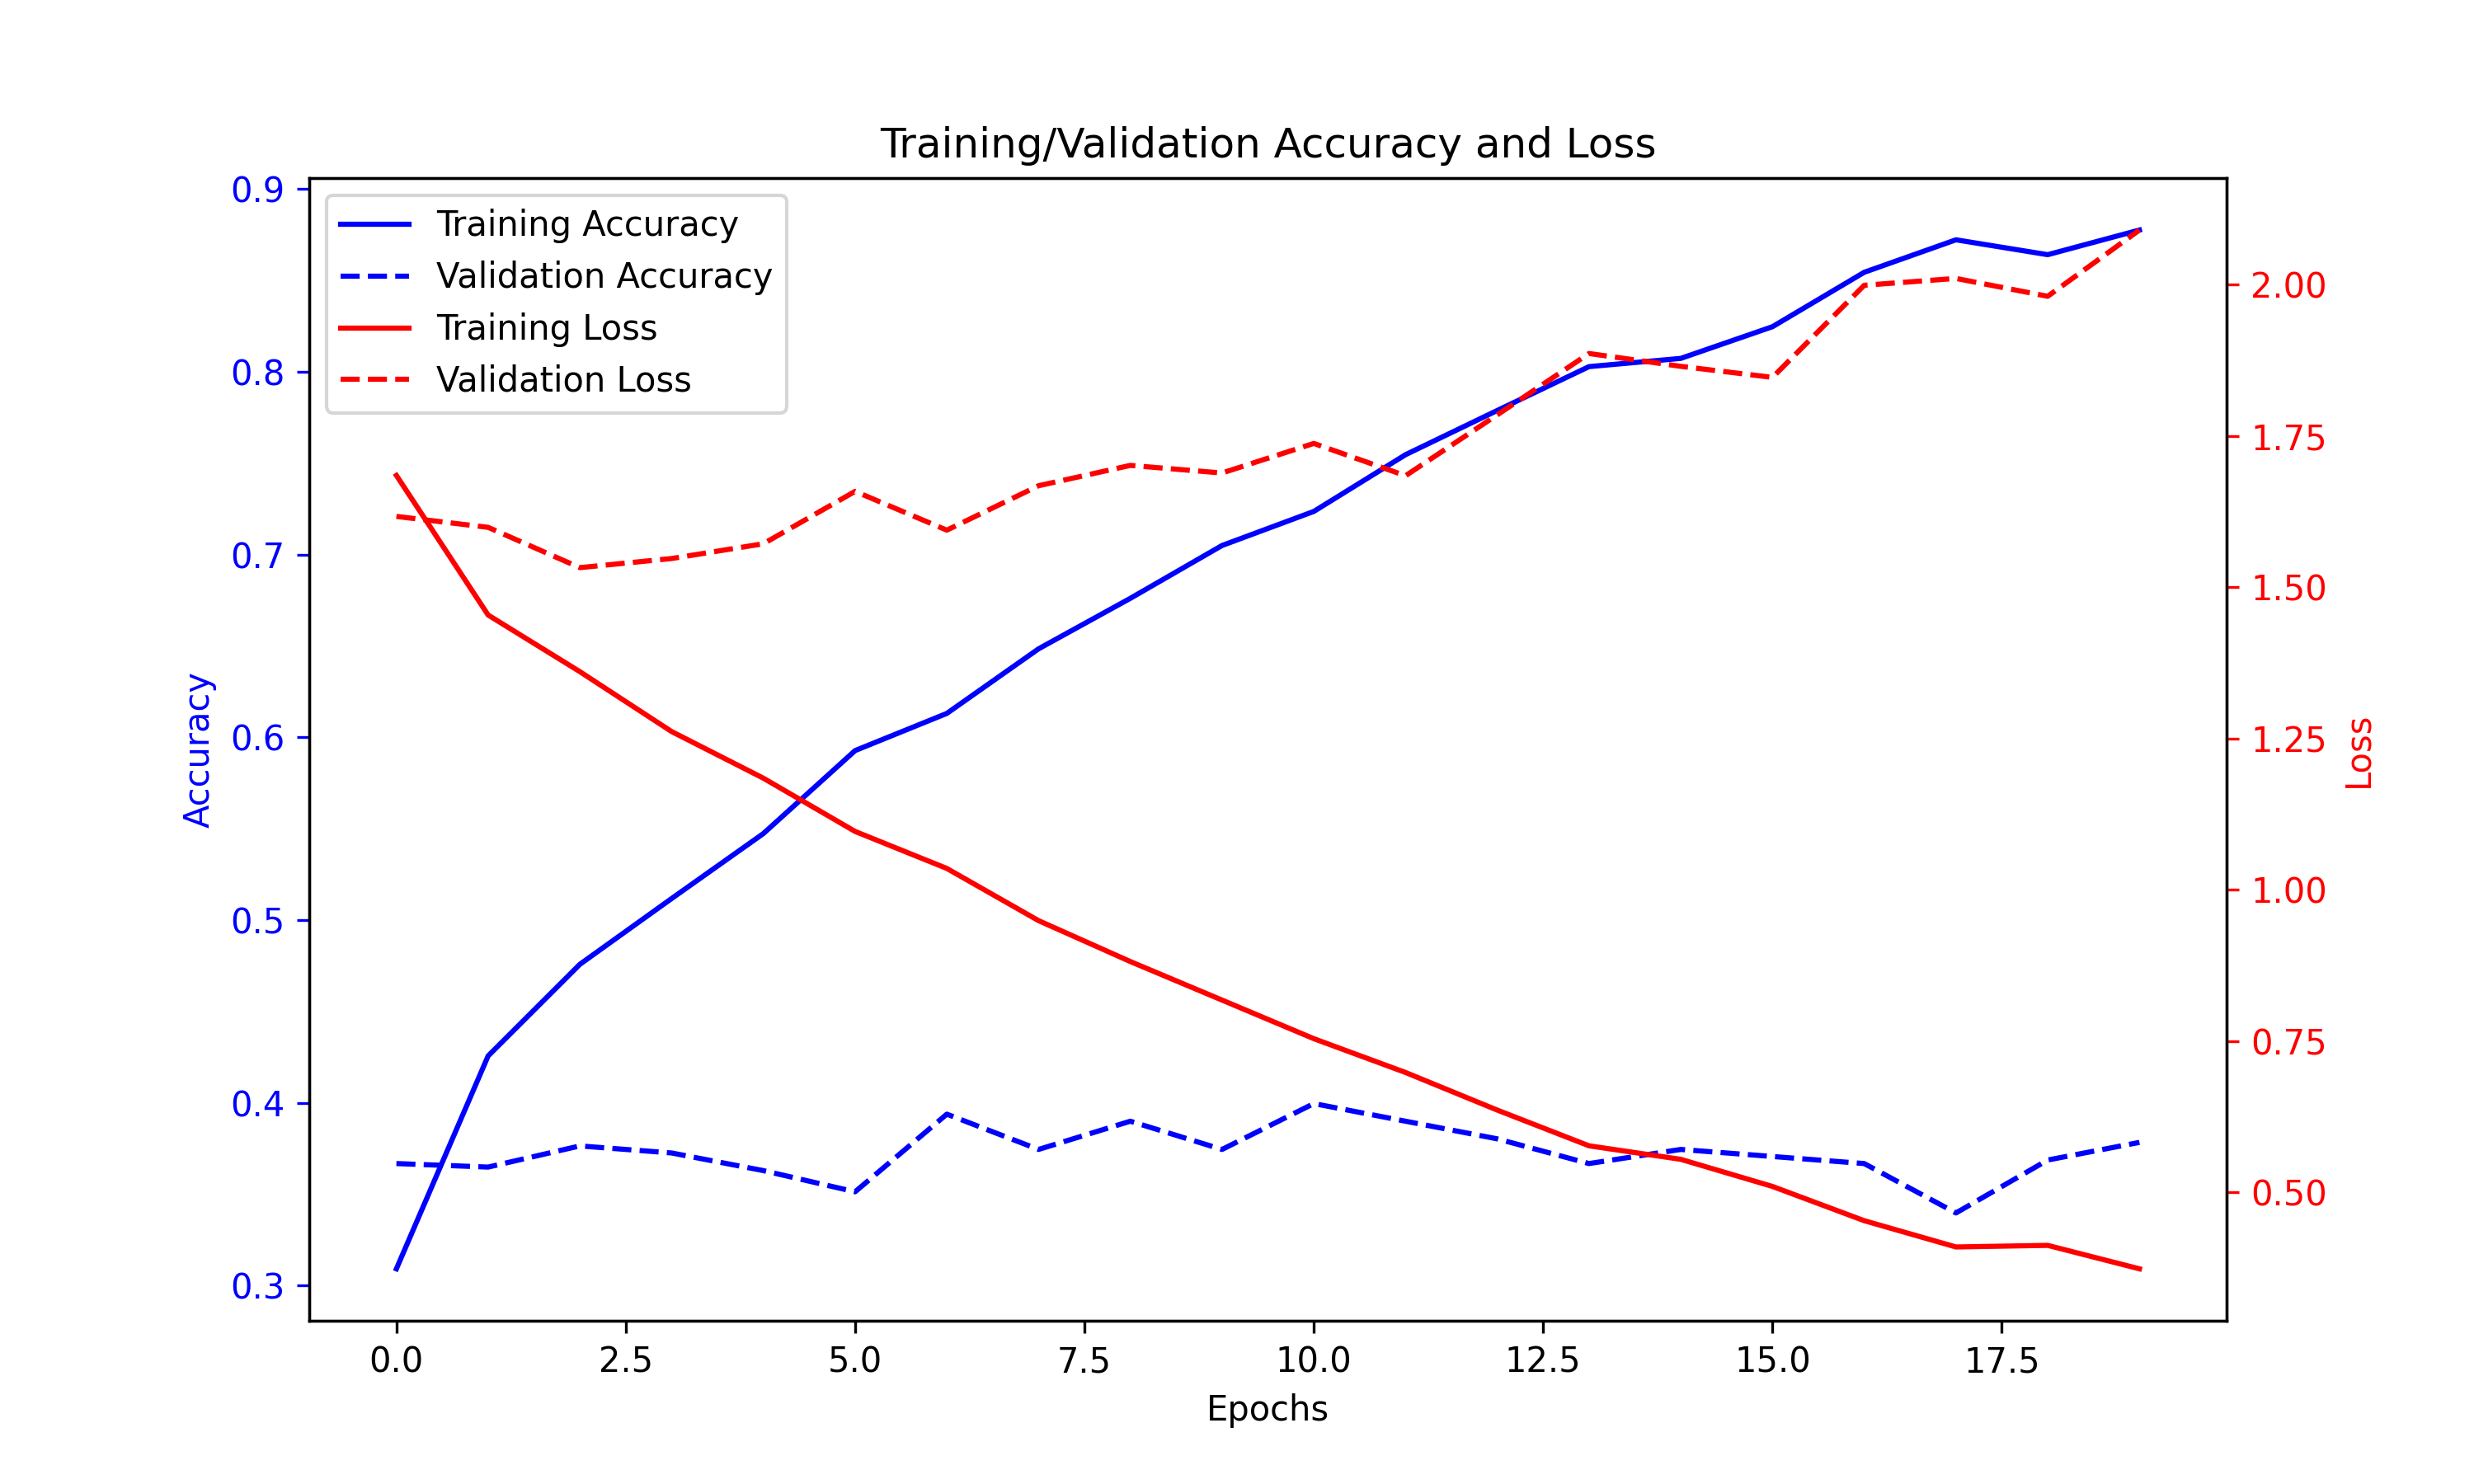 Training/Validation Accuracy and Loss
Training Accuracy
Validation Accuracy
Training Loss
Validation Loss
0.9
0.8
0.7
0.6
0.5
0.4
0.3
Accuracy
2.00
1.75
1.50
1.25
1.00
0.75
0.50
Loss
0.0 2.5 5.0 7.5 10.0 12.5 15.0 17.5
Epochs